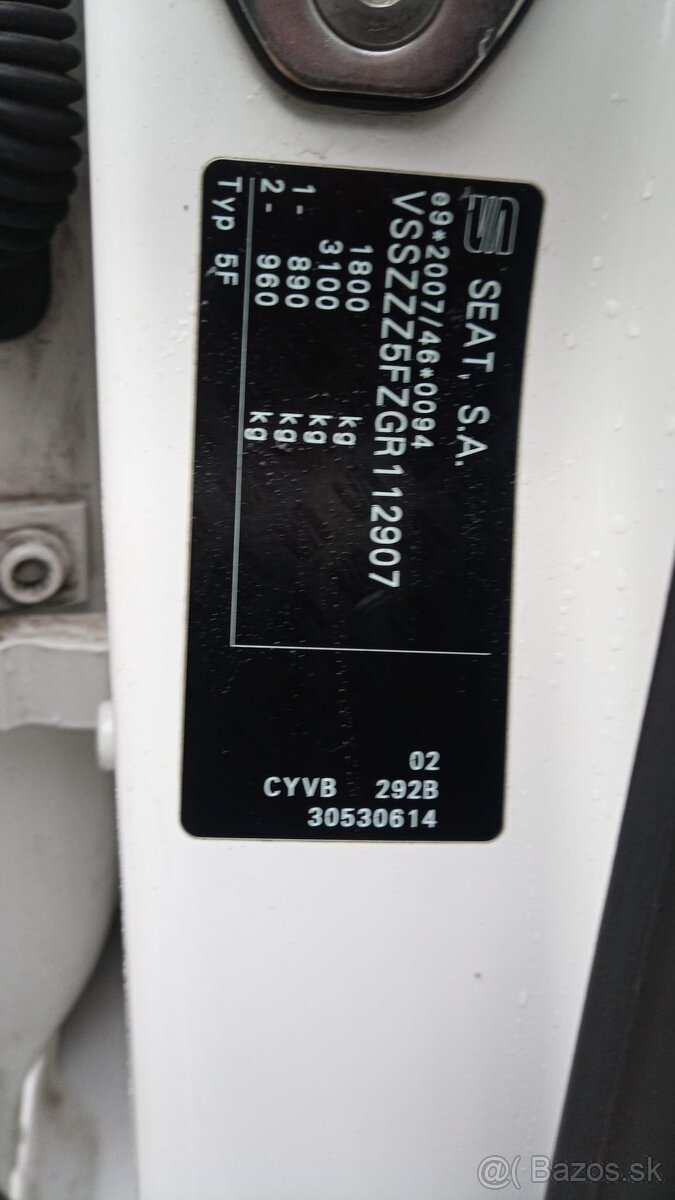 SEAT, S.A.
e9*2007/46*0094
VSSZZZ5FZGR112907
1800 kg
3100 kg
1- 890 kg
2- 960 kg
Typ 5F
02
CYVB 292B
30530614
@( Bazos.sk